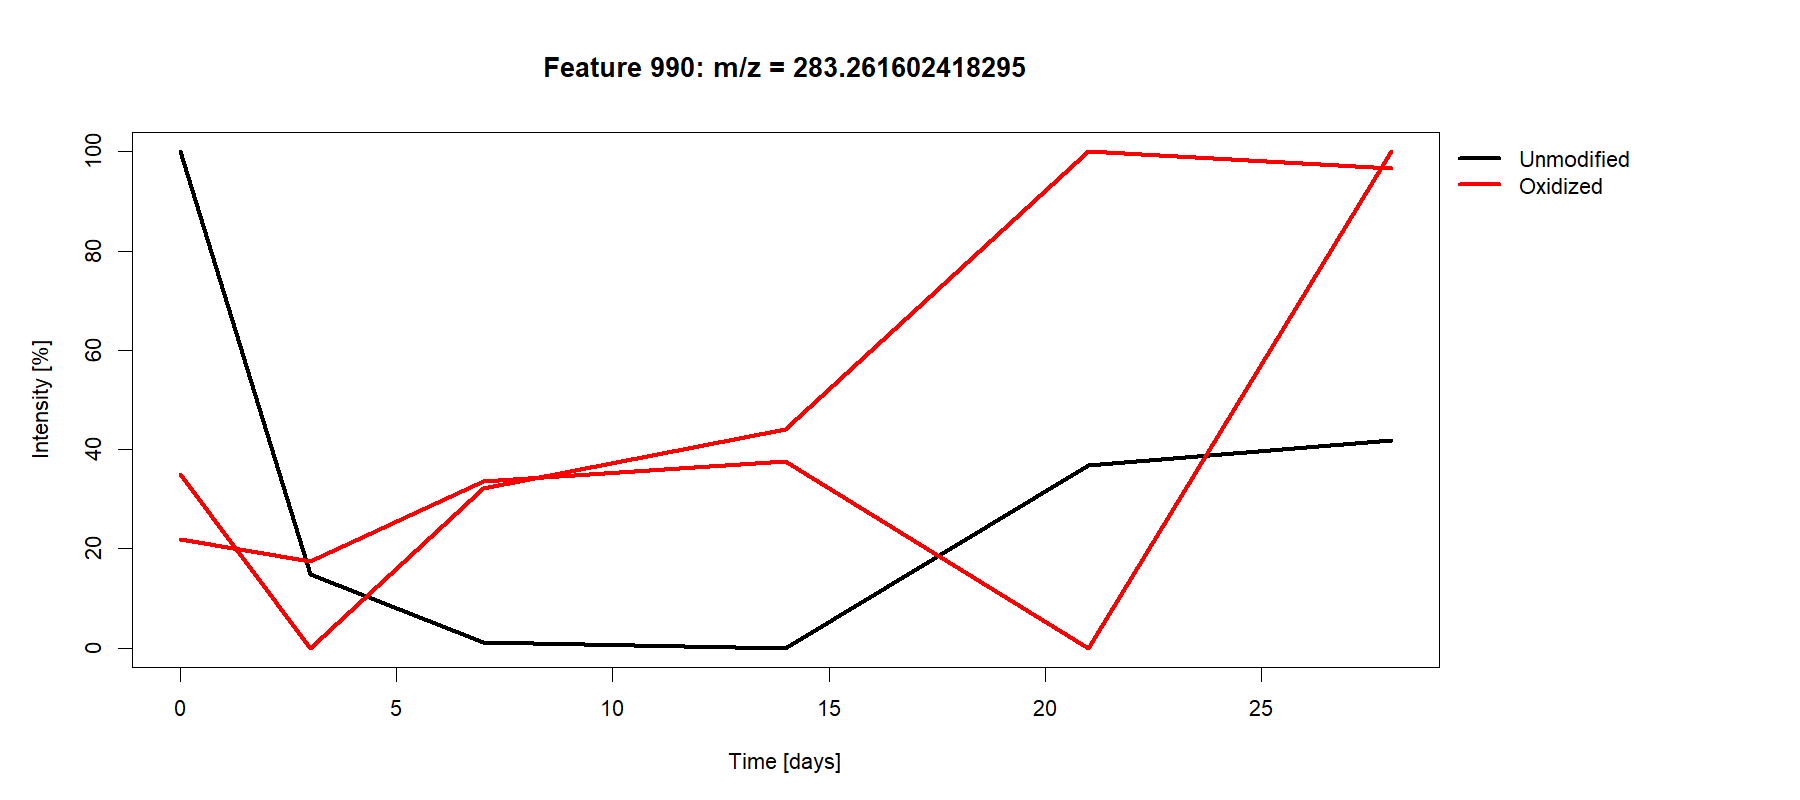 Feature 990: m/z = 283.261602418295
Unmodified
Oxidized
Intensity [%]
100
80
60
40
20
0
0 5 10 15 20 25
Time [days]